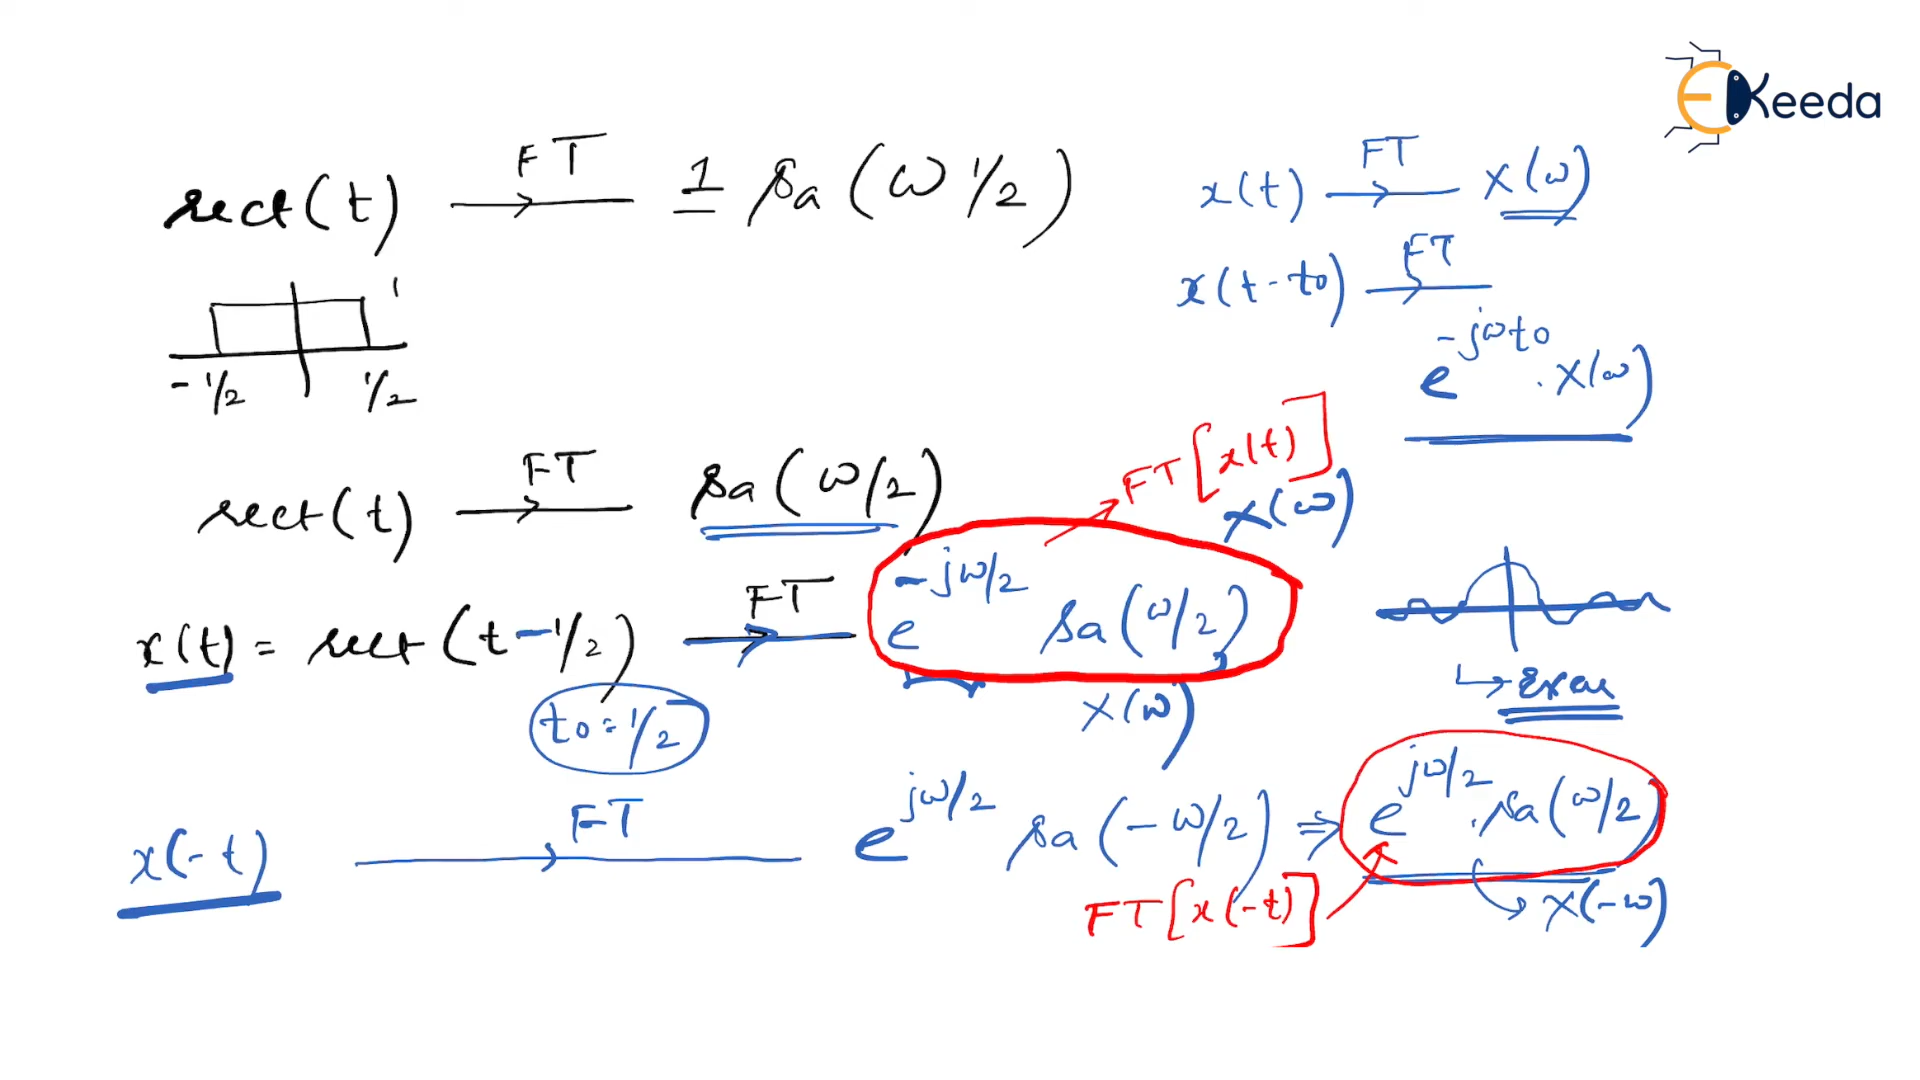 EKeeda
rect(t) FT 1 Sa(ω 1/2)
x(t) FT X(ω)
x(t-t0) FT
e^-jωt0 . X(ω)
1
-1/2 1/2
rect(t) FT Sa(ω/2)
FT[x(t)]
X(ω)
x(t) = rect(t-1/2) FT e^-jω/2 Sa(ω/2)
t0=1/2
X(ω)
x(-t) FT e^jω/2 Sa(-ω/2) ⇒ e^jω/2 . Sa(ω/2)
FT[x(-t)]
X(-ω)